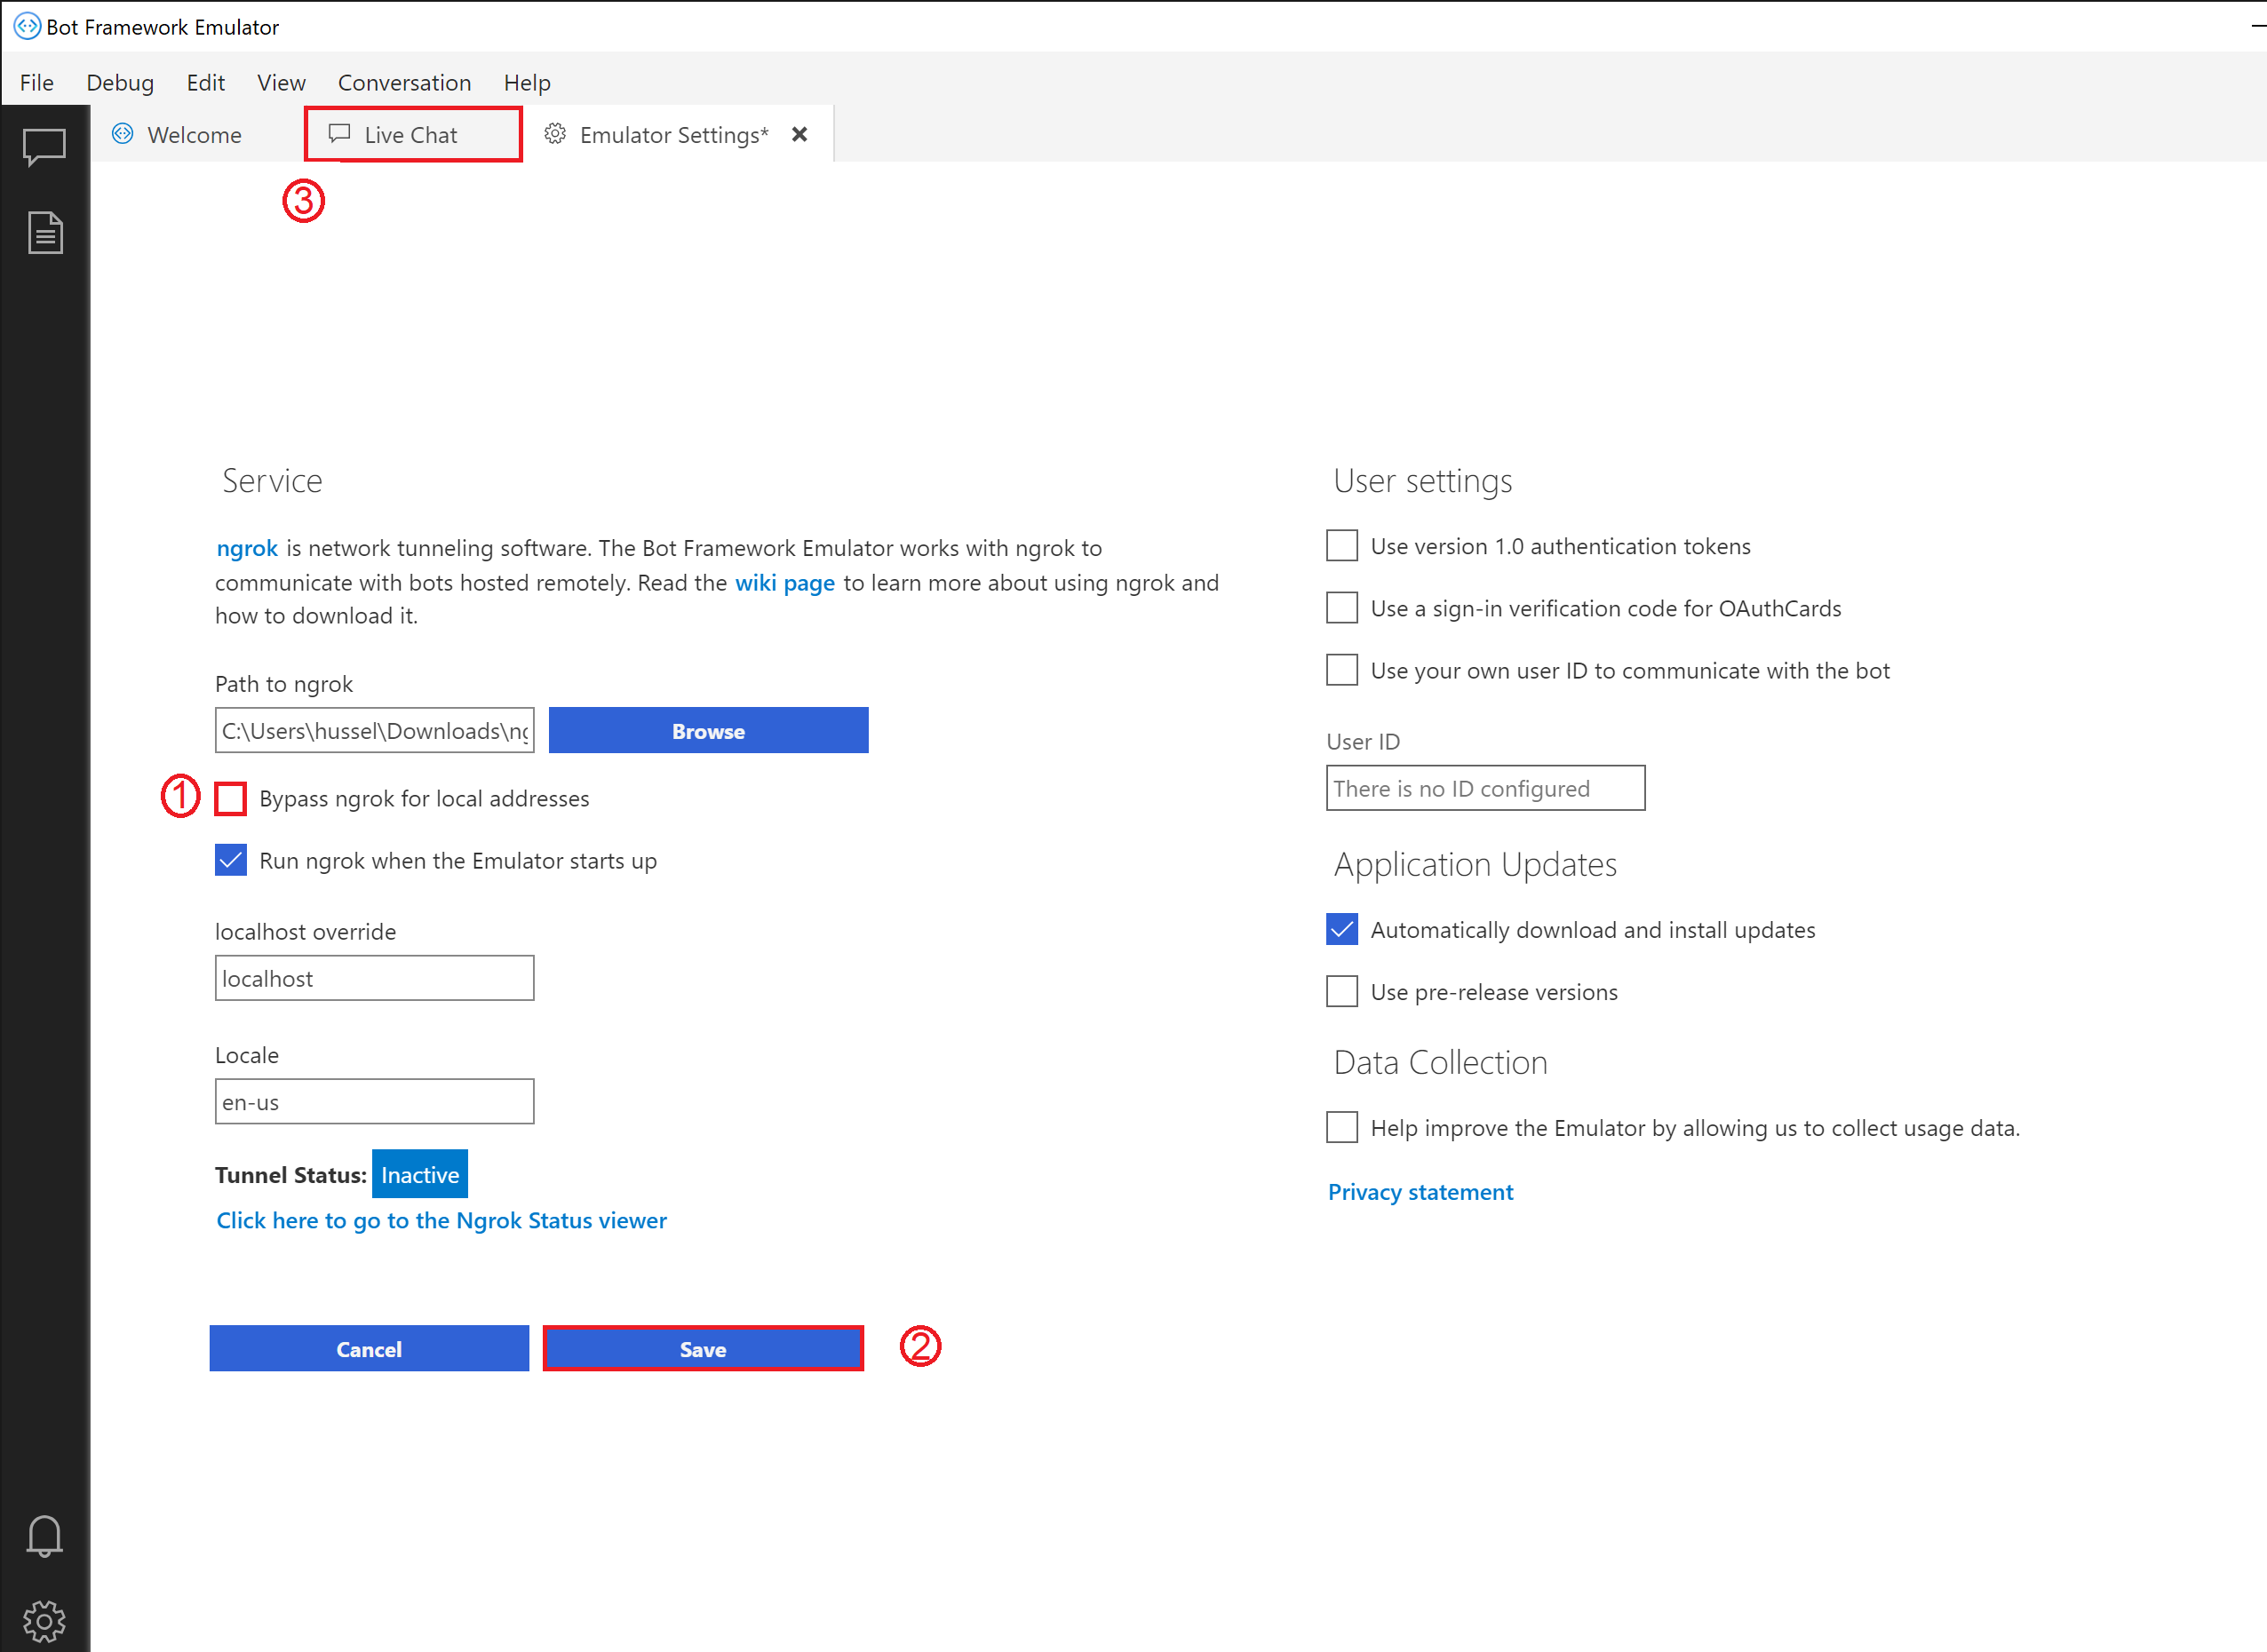 Bot Framework Emulator
File Debug Edit View Conversation Help
Welcome Live Chat Emulator Settings*
3
Service
ngrok is network tunneling software. The Bot Framework Emulator works with ngrok to
communicate with bots hosted remotely. Read the wiki page to learn more about using ngrok and
how to download it.
Path to ngrok
C:\Users\hussel\Downloads\ng
Browse
1 Bypass ngrok for local addresses
Run ngrok when the Emulator starts up
localhost override
localhost
Locale
en-us
Tunnel Status: Inactive
Click here to go to the Ngrok Status viewer
Cancel Save 2
User settings
Use version 1.0 authentication tokens
Use a sign-in verification code for OAuthCards
Use your own user ID to communicate with the bot
User ID
There is no ID configured
Application Updates
Automatically download and install updates
Use pre-release versions
Data Collection
Help improve the Emulator by allowing us to collect usage data.
Privacy statement